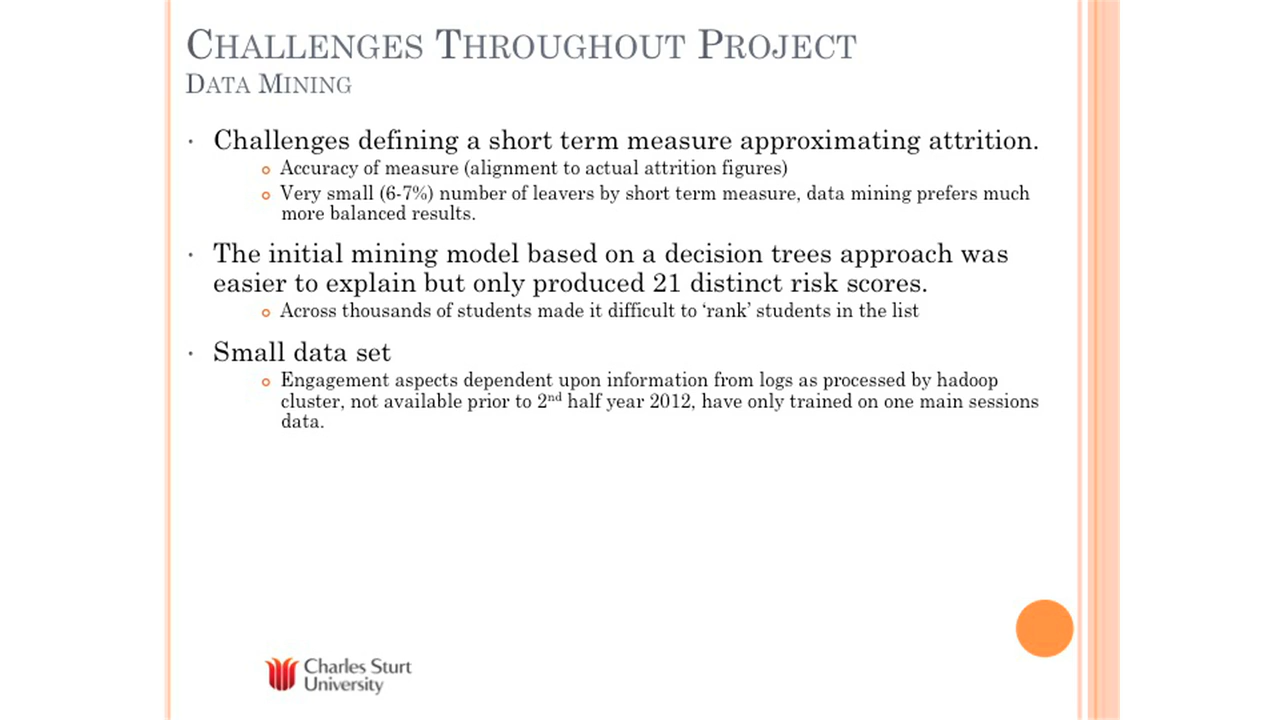 CHALLENGES THROUGHOUT PROJECT
DATA MINING
· Challenges defining a short term measure approximating attrition.
o Accuracy of measure (alignment to actual attrition figures)
o Very small (6-7%) number of leavers by short term measure, data mining prefers much
more balanced results.
· The initial mining model based on a decision trees approach was
easier to explain but only produced 21 distinct risk scores.
o Across thousands of students made it difficult to ‘rank’ students in the list
· Small data set
o Engagement aspects dependent upon information from logs as processed by hadoop
cluster, not available prior to 2nd half year 2012, have only trained on one main sessions
data.
Charles Sturt
University